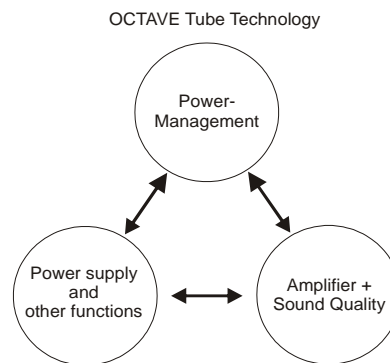 OCTAVE Tube Technology
Power-
Management
Power supply
and
other functions
Amplifier +
Sound Quality